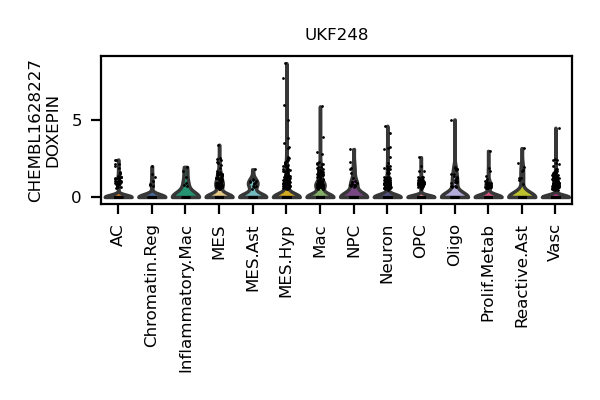 UKF248
CHEMBL1628227
DOXEPIN
5
0
AC
Chromatin.Reg
Inflammatory.Mac
MES
MES.Ast
MES.Hyp
Mac
NPC
Neuron
OPC
Oligo
Prolif.Metab
Reactive.Ast
Vasc